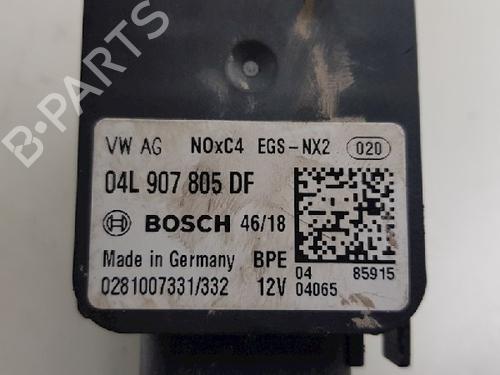 B-PARTS
VW AG NOxC4 EGS-NX2 020
04L 907 805 DF
BOSCH 46/18
Made in Germany BPE 04 85915
0281007331/332 12V 04065